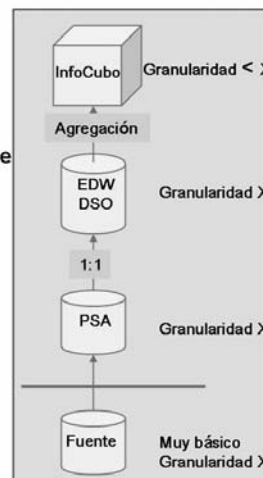 InfoCubo
Granularidad < X
Agregación
e
EDW
DSO
Granularidad X
1:1
PSA
Granularidad X
Fuente
Muy básico
Granularidad X